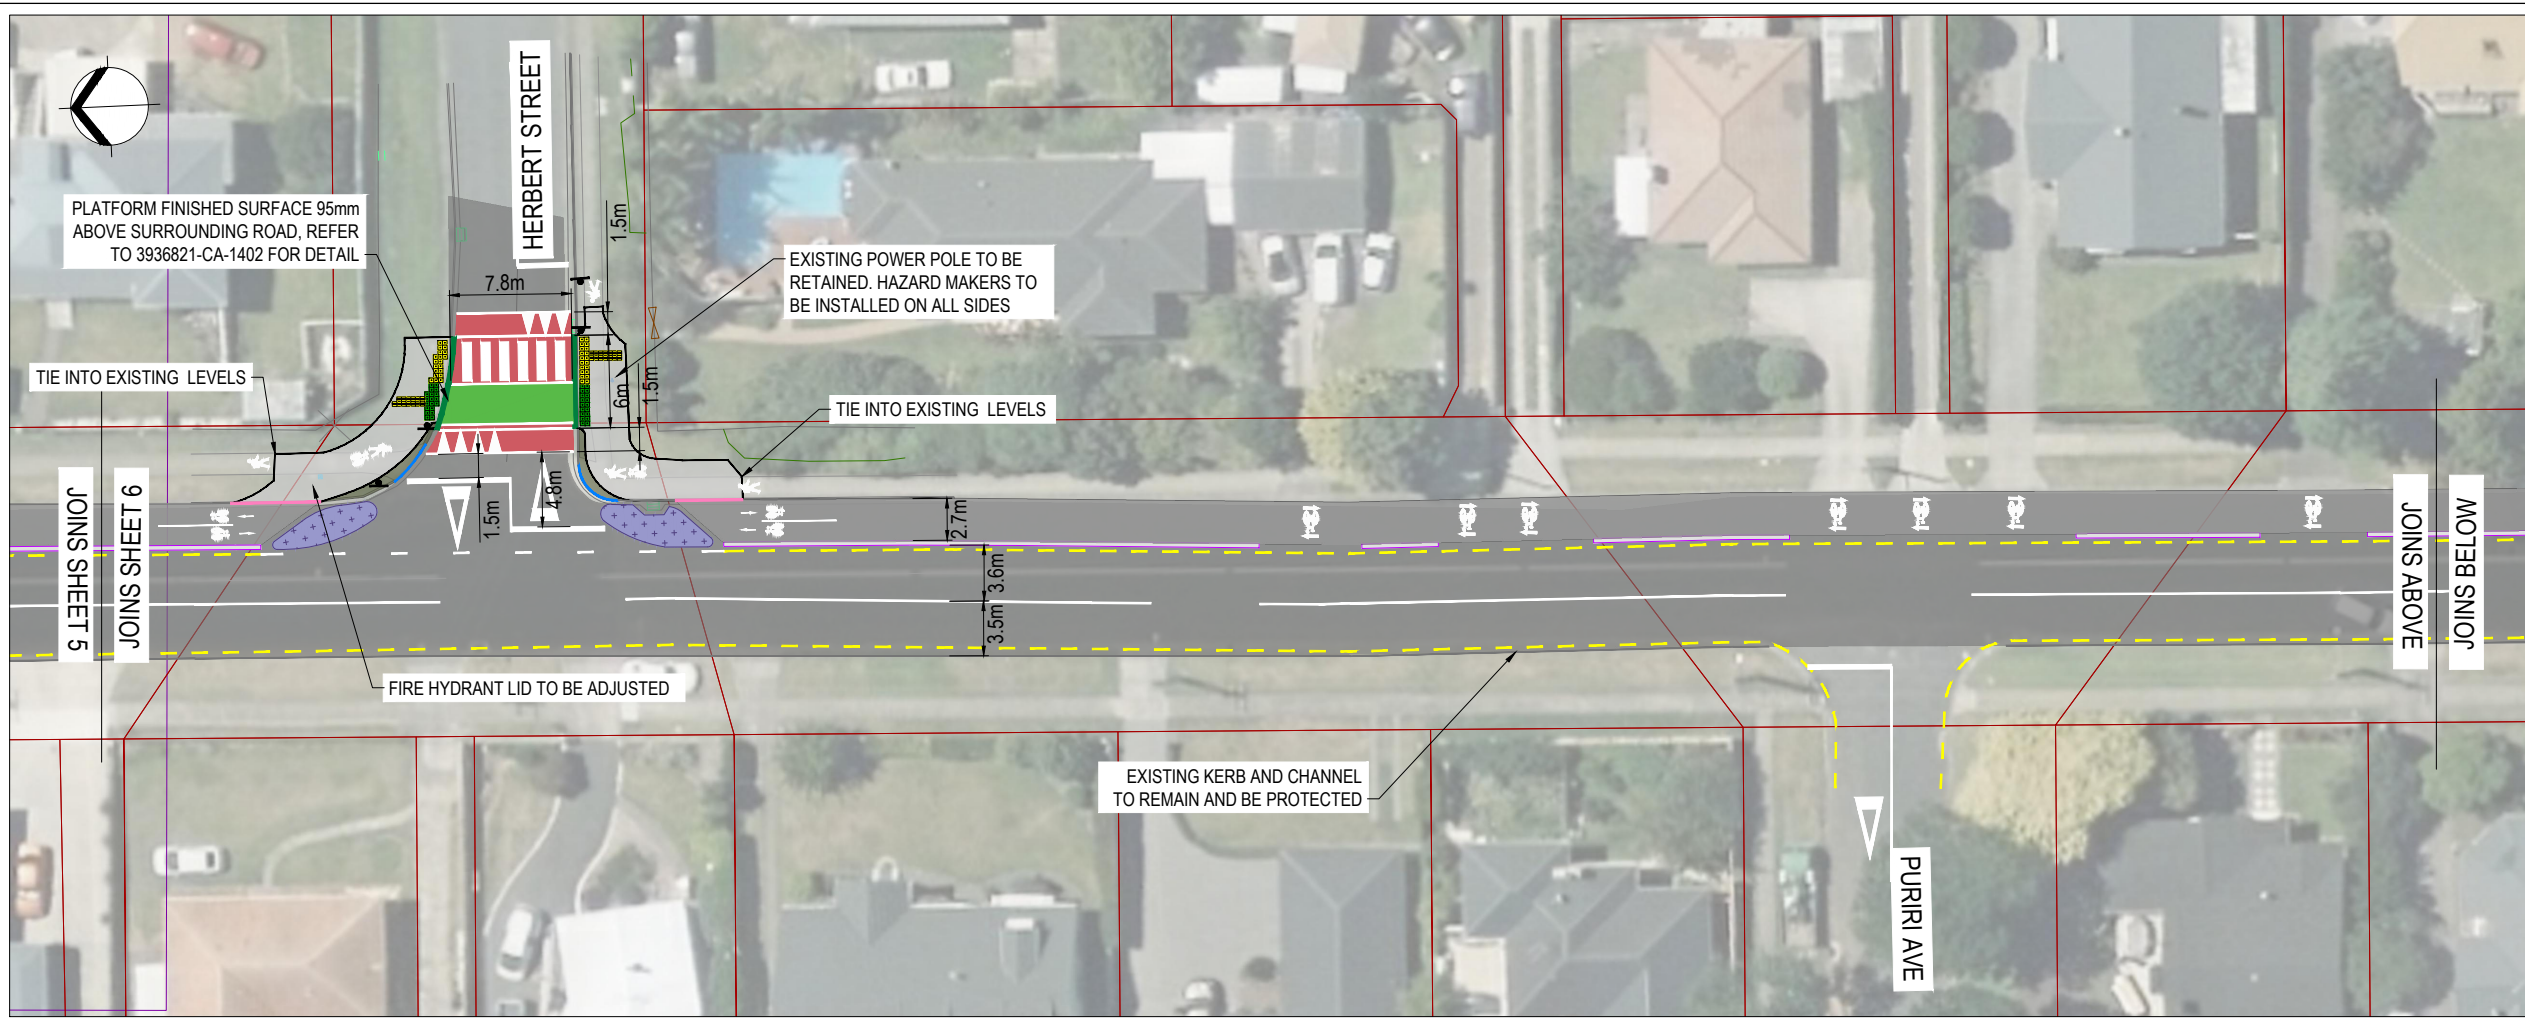 HERBERT STREET
PLATFORM FINISHED SURFACE 95mm
ABOVE SURROUNDING ROAD, REFER
TO 3936821-CA-1402 FOR DETAIL
1.5m
7.8m
EXISTING POWER POLE TO BE
RETAINED. HAZARD MAKERS TO
BE INSTALLED ON ALL SIDES
TIE INTO EXISTING LEVELS
6m
1.5m
TIE INTO EXISTING LEVELS
JOINS SHEET 5
JOINS SHEET 6
1.5m
4.8m
2.7m
3.6m
3.5m
JOINS ABOVE
JOINS BELOW
FIRE HYDRANT LID TO BE ADJUSTED
EXISTING KERB AND CHANNEL
TO REMAIN AND BE PROTECTED
PURIRI AVE